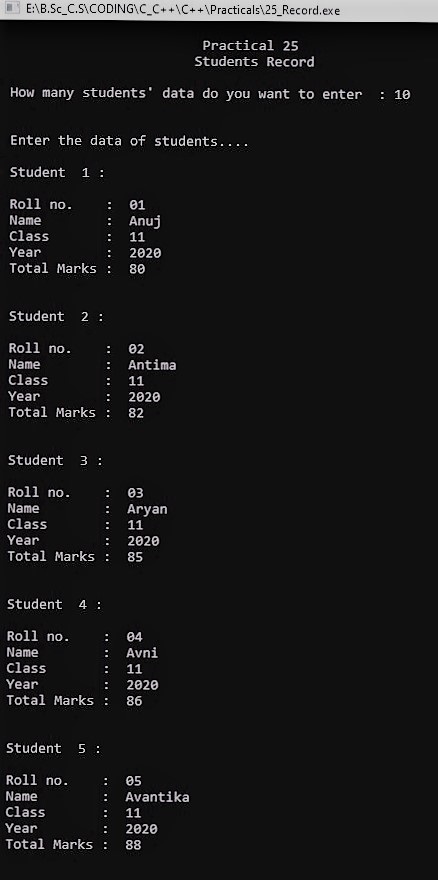 E:\B.Sc_C.S\CODING\C_C++\C++\Practicals\25_Record.exe
Practical 25
Students Record
How many students' data do you want to enter : 10
Enter the data of students....
Student 1 :
Roll no. : 01
Name : Anuj
Class : 11
Year : 2020
Total Marks : 80
Student 2 :
Roll no. : 02
Name : Antima
Class : 11
Year : 2020
Total Marks : 82
Student 3 :
Roll no. : 03
Name : Aryan
Class : 11
Year : 2020
Total Marks : 85
Student 4 :
Roll no. : 04
Name : Avni
Class : 11
Year : 2020
Total Marks : 86
Student 5 :
Roll no. : 05
Name : Avantika
Class : 11
Year : 2020
Total Marks : 88